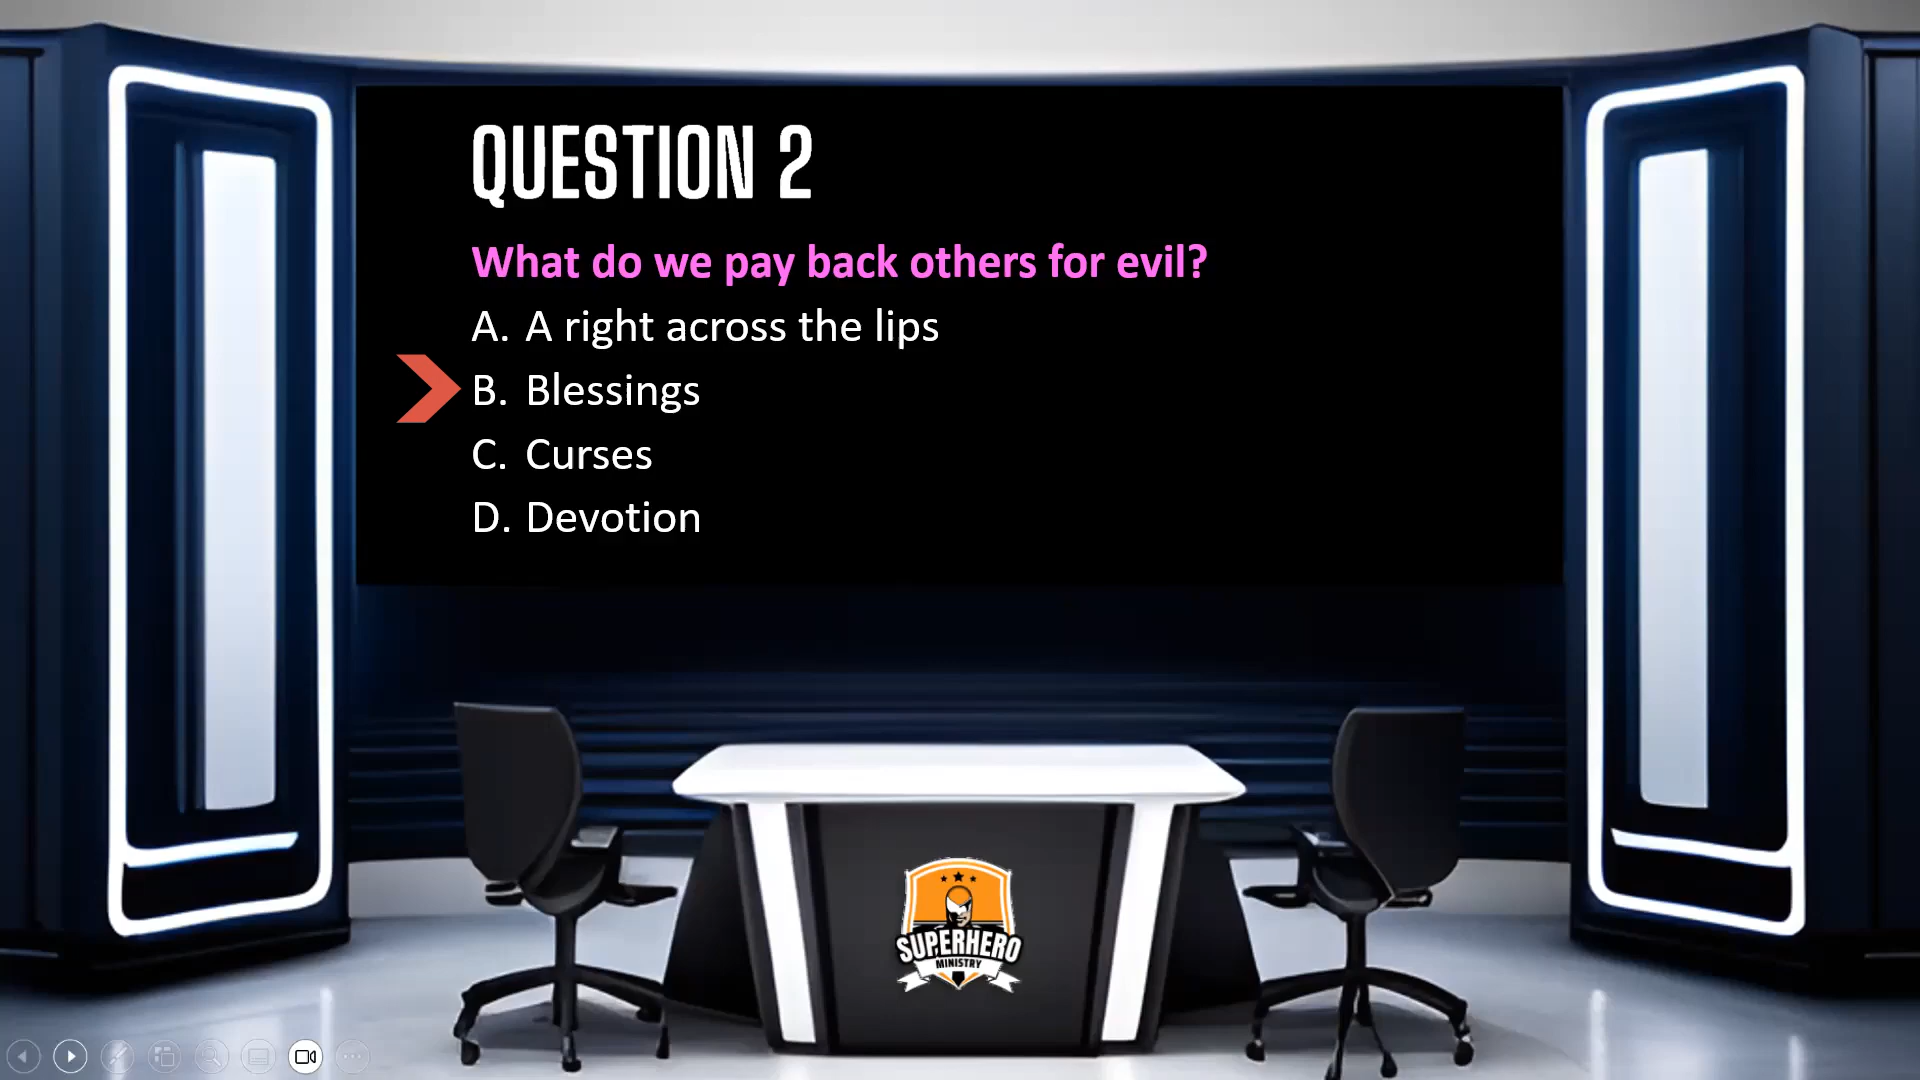 QUESTION 2
What do we pay back others for evil?
A. A right across the lips
B. Blessings
C. Curses
D. Devotion
SUPERHERO
MINISTRY